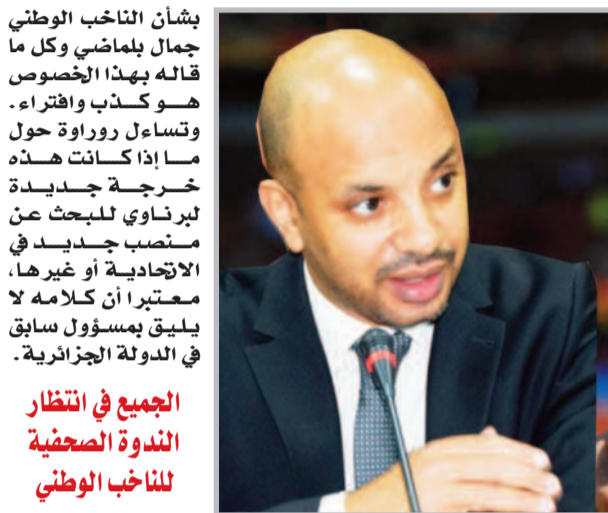 بشأن الناخب الوطني
جمال بلماضي وكل ما
قاله بهذا الخصوص
هو كذب وافتراء.
وتساءل روراوة حول
ما إذا كانت هذه
خرجة جديدة
لبرناوي للبحث عن
منصب جديد في
الاتحادية أو غيرها،
معتبرا أن كلامه لا
يليق بمسؤول سابق
في الدولة الجزائرية.
الجميع في انتظار
الندوة الصحفية
للناخب الوطني